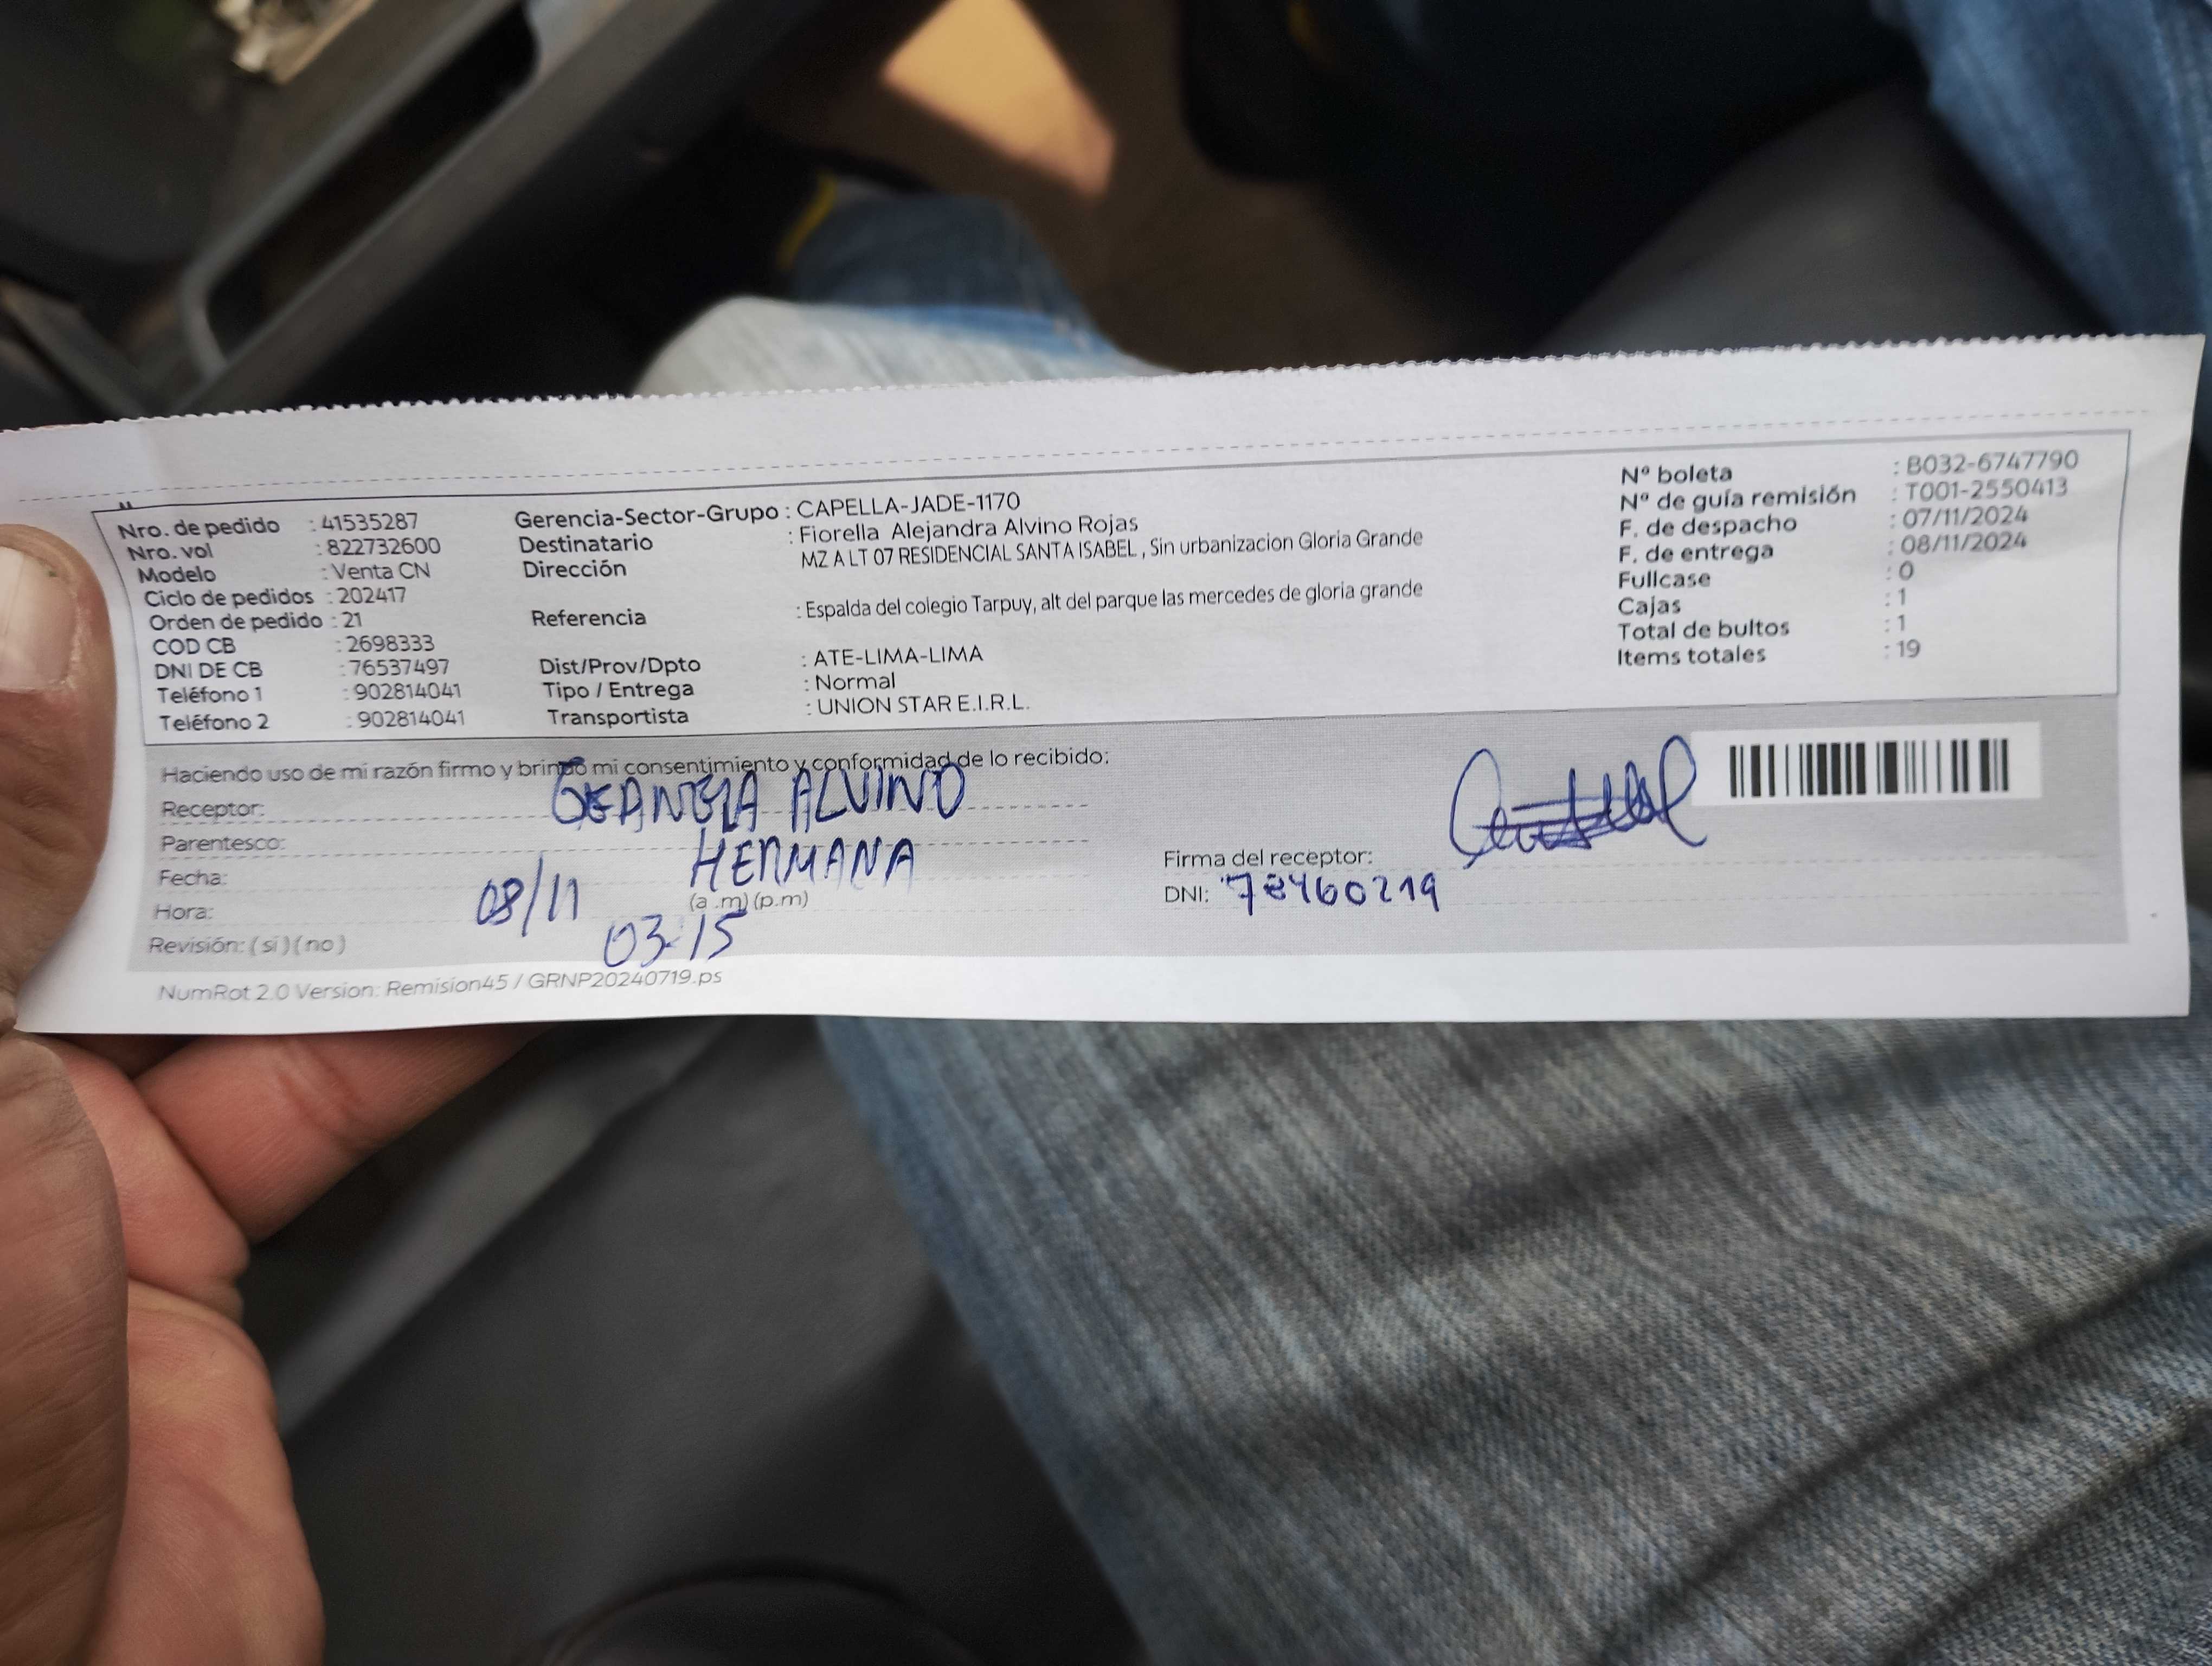 Nro. de pedido : 41535287
Nro. vol : 822732600
Modelo : Venta CN
Ciclo de pedidos : 202417
Orden de pedido : 21
COD CB : 2698333
DNI DE CB : 76537497
Teléfono 1 : 902814041
Teléfono 2 : 902814041
Gerencia-Sector-Grupo : CAPELLA-JADE-1170
Destinatario : Fiorella Alejandra Alvino Rojas
Dirección MZ A LT 07 RESIDENCIAL SANTA ISABEL , Sin urbanizacion Gloria Grande
Referencia : Espalda del colegio Tarpuy, alt del parque las mercedes de gloria grande
Dist/Prov/Dpto : ATE-LIMA-LIMA
Tipo / Entrega : Normal
Transportista : UNION STAR E.I.R.L.
Nº boleta : B032-6747790
Nº de guía remisión : T001-2550413
F. de despacho : 07/11/2024
F. de entrega : 08/11/2024
Fullcase : 0
Cajas : 1
Total de bultos : 1
Items totales : 19
Haciendo uso de mi razón firmo y brindo mi consentimiento y conformidad de lo recibido:
Receptor: ALVINO
Parentesco: HERMANA
Fecha: 08/11
Hora: (a .m) (p.m) 03:15
Revisión: ( si ) ( no )
Firma del receptor:
DNI:
NumRot 2.0 Version: Remision45 / GRNP20240719.ps